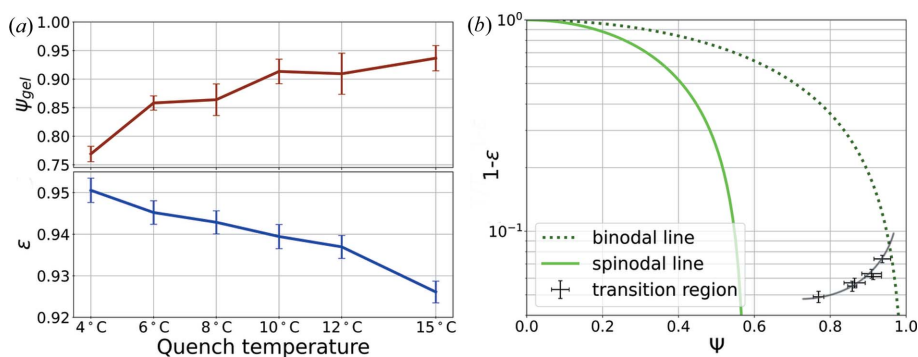 (a)
1.00
0.95
0.90
0.85
0.80
0.75
ψgel
0.95
0.94
0.93
0.92
ε
4°C 6°C 8°C 10°C 12°C 15°C
Quench temperature
(b)
10⁰
10⁻¹
1-ε
binodal line
spinodal line
transition region
0.0 0.2 0.4 0.6 0.8 1.0
Ψ